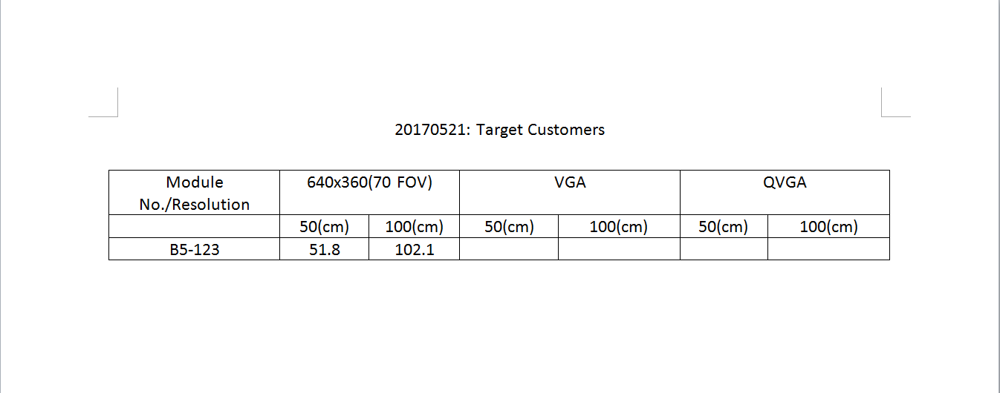 20170521: Target Customers
Module 640x360(70 FOV) VGA QVGA
No./Resolution
50(cm) 100(cm) 50(cm) 100(cm) 50(cm) 100(cm)
B5-123 51.8 102.1